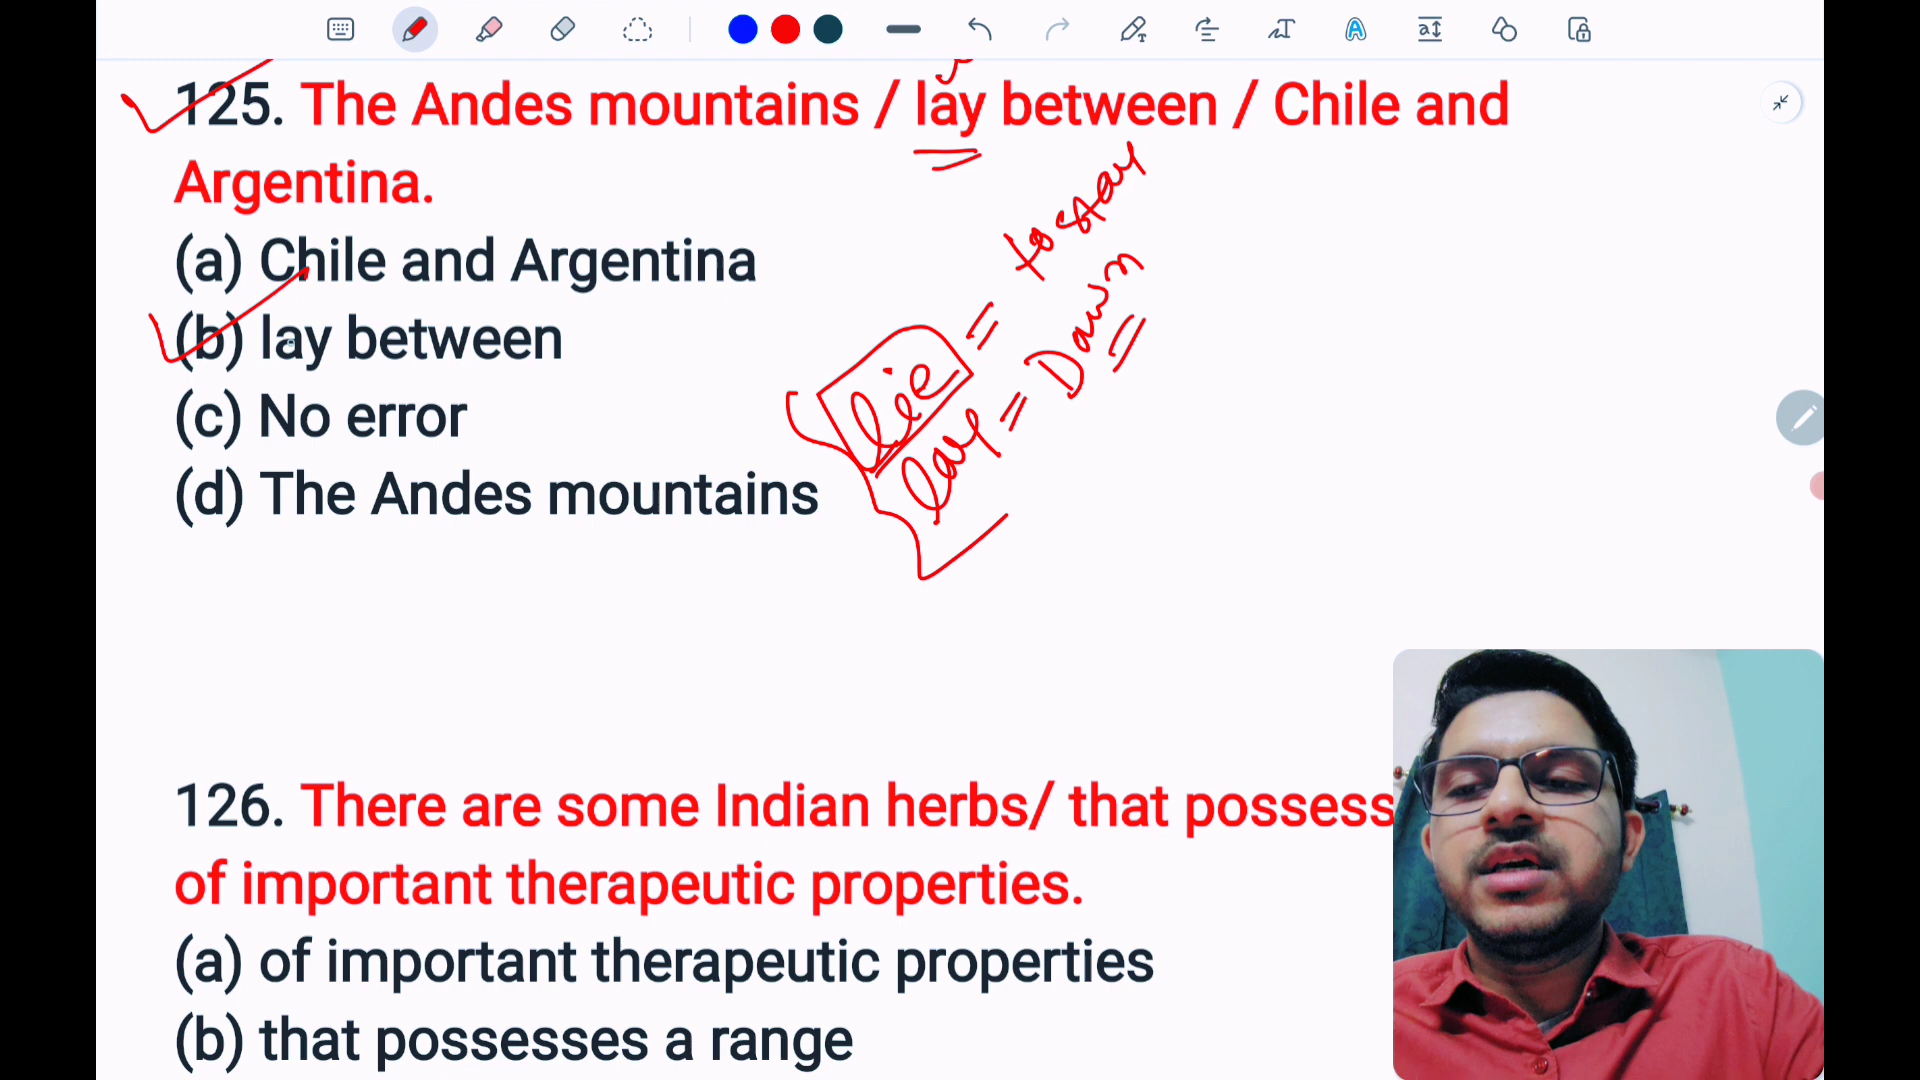 125. The Andes mountains / lay between / Chile and
Argentina.
(a) Chile and Argentina
(b) lay between
(c) No error
(d) The Andes mountains
lie = to stay
lay = Dawn
126. There are some Indian herbs/ that possess
of important therapeutic properties.
(a) of important therapeutic properties
(b) that possesses a range